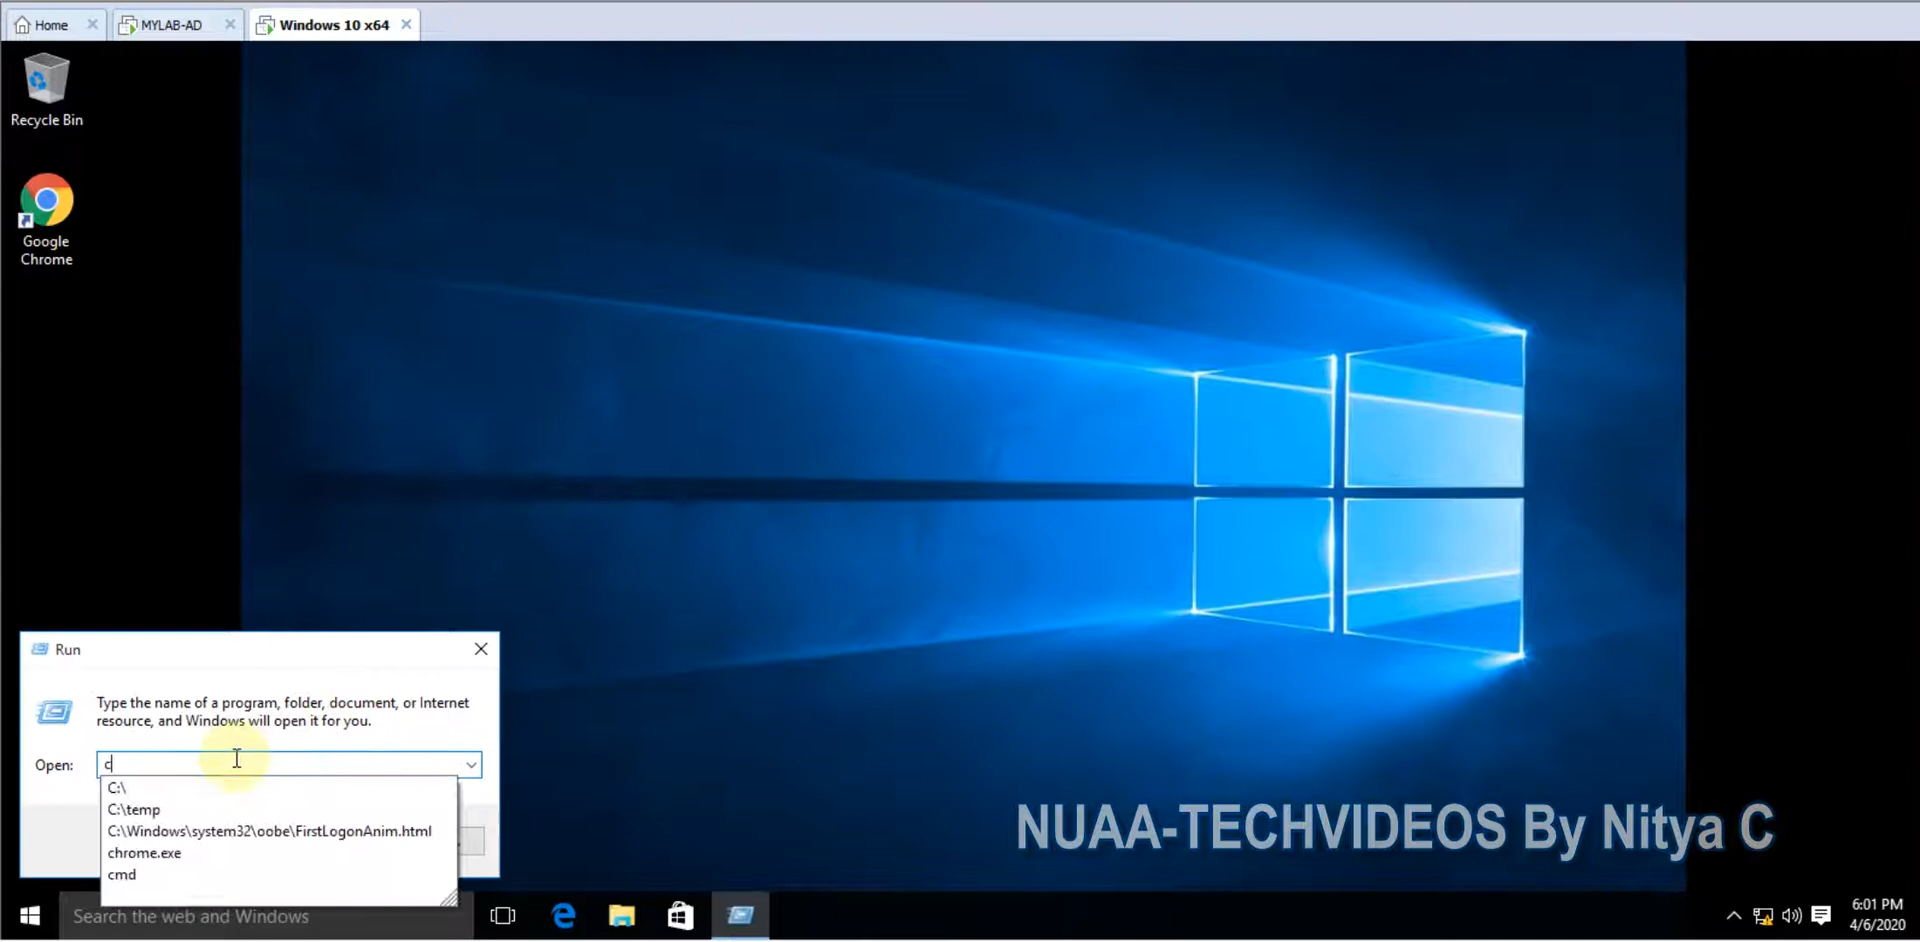 Home
MYLAB-AD
Windows 10 x64
Recycle Bin
Google
Chrome
Run
Type the name of a program, folder, document, or Internet
resource, and Windows will open it for you.
Open:
c
C:\
C:\temp
C:\Windows\system32\oobe\FirstLogonAnim.html
chrome.exe
cmd
NUAA-TECHVIDEOS By Nitya C
Search the web and Windows
6:01 PM
4/6/2020